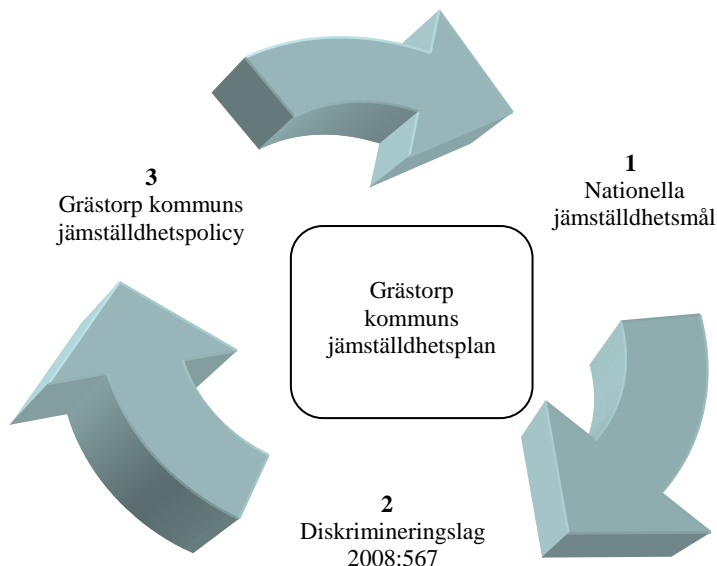 1
Nationella
jämställdhetsmål
3
Grästorp kommuns
jämställdhetspolicy
Grästorp
kommuns
jämställdhetsplan
2
Diskrimineringslag
2008:567